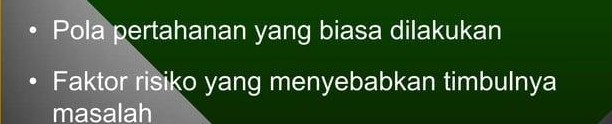 • Pola pertahanan yang biasa dilakukan
• Faktor risiko yang menyebabkan timbulnya
masalah